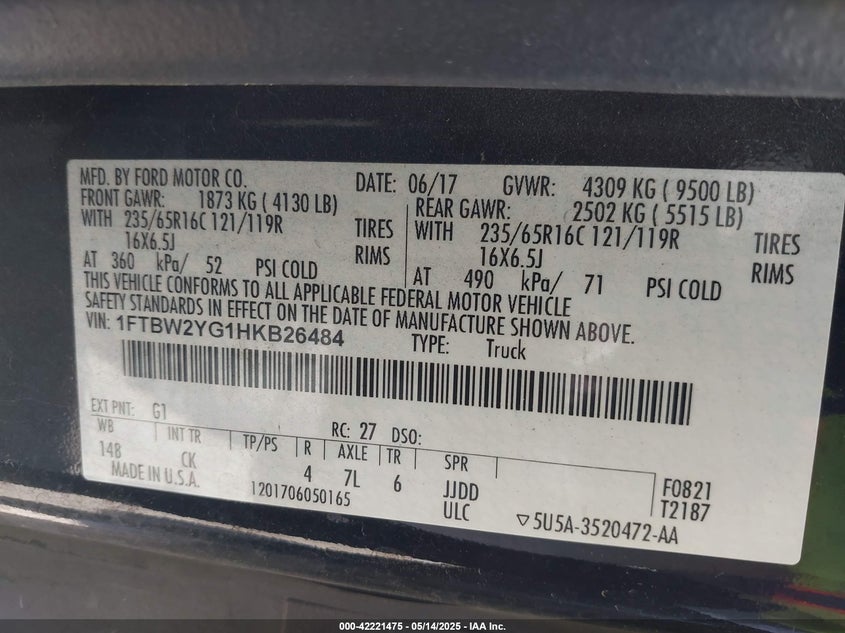 MFD. BY FORD MOTOR CO. DATE: 06/17 GVWR: 4309 KG ( 9500 LB)
FRONT GAWR: 1873 KG ( 4130 LB) REAR GAWR: 2502 KG ( 5515 LB)
WITH 235/65R16C 121/119R TIRES WITH 235/65R16C 121/119R TIRES
16X6.5J RIMS 16X6.5J RIMS
AT 360 kPa/ 52 PSI COLD AT 490 kPa/ 71 PSI COLD
THIS VEHICLE CONFORMS TO ALL APPLICABLE FEDERAL MOTOR VEHICLE
SAFETY STANDARDS IN EFFECT ON THE DATE OF MANUFACTURE SHOWN ABOVE.
VIN: 1FTBW2YG1HKB26484 TYPE: Truck
EXT PNT: G1 RC: 27 DSO:
WB INT TR TP/PS R AXLE TR SPR
148 CK 4 7L 6 JJDD F0821
MADE IN U.S.A. 1201706050165 ULC ▽5U5A-3520472-AA T2187
000-42221475 - 05/14/2025 - IAA Inc.